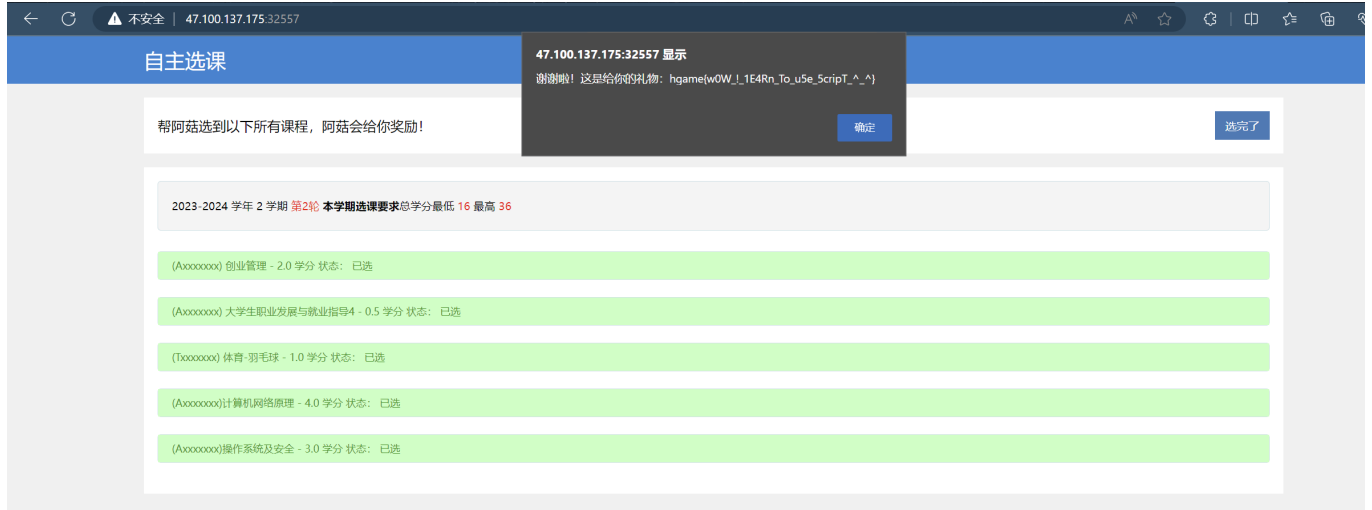 不安全 | 47.100.137.175:32557
自主选课
47.100.137.175:32557 显示
谢谢啦！这是给你的礼物：hgame{w0W_!_1E4Rn_To_u5e_5cripT_^_^}
确定
帮阿菇选到以下所有课程，阿菇会给你奖励！
选完了
2023-2024 学年 2 学期 第2轮 本学期选课要求总学分最低 16 最高 36
(Axxxxxxx) 创业管理 - 2.0 学分 状态： 已选
(Axxxxxxx) 大学生职业发展与就业指导4 - 0.5 学分 状态： 已选
(Txxxxxxx) 体育-羽毛球 - 1.0 学分 状态： 已选
(Axxxxxxx)计算机网络原理 - 4.0 学分 状态： 已选
(Axxxxxxx)操作系统及安全 - 3.0 学分 状态： 已选